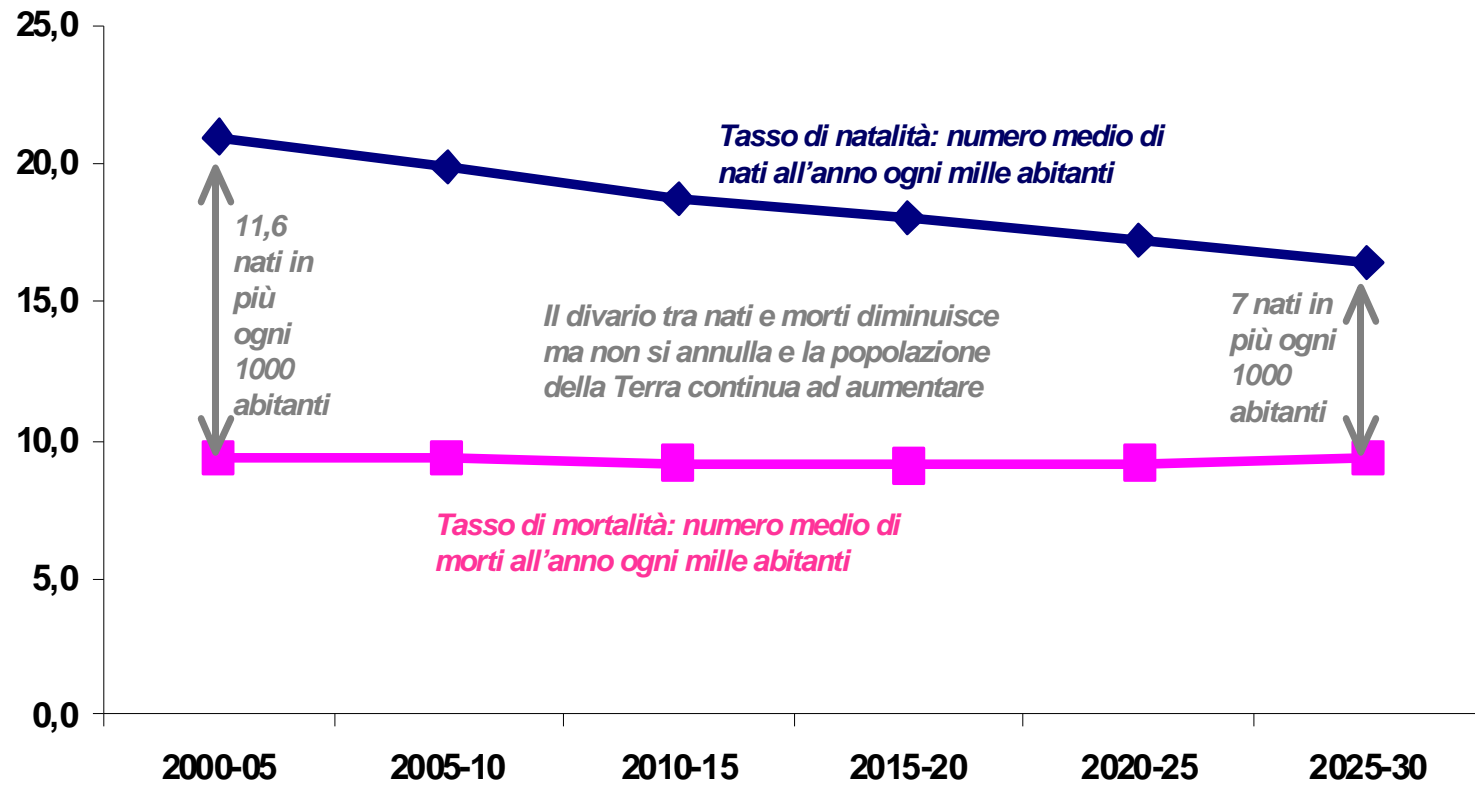 25,0
20,0
15,0
10,0
5,0
0,0
Tasso di natalità: numero medio di
nati all’anno ogni mille abitanti
11,6
nati in
più
ogni
1000
abitanti
Il divario tra nati e morti diminuisce
ma non si annulla e la popolazione
della Terra continua ad aumentare
7 nati in
più ogni
1000
abitanti
Tasso di mortalità: numero medio di
morti all’anno ogni mille abitanti
2000-05 2005-10 2010-15 2015-20 2020-25 2025-30